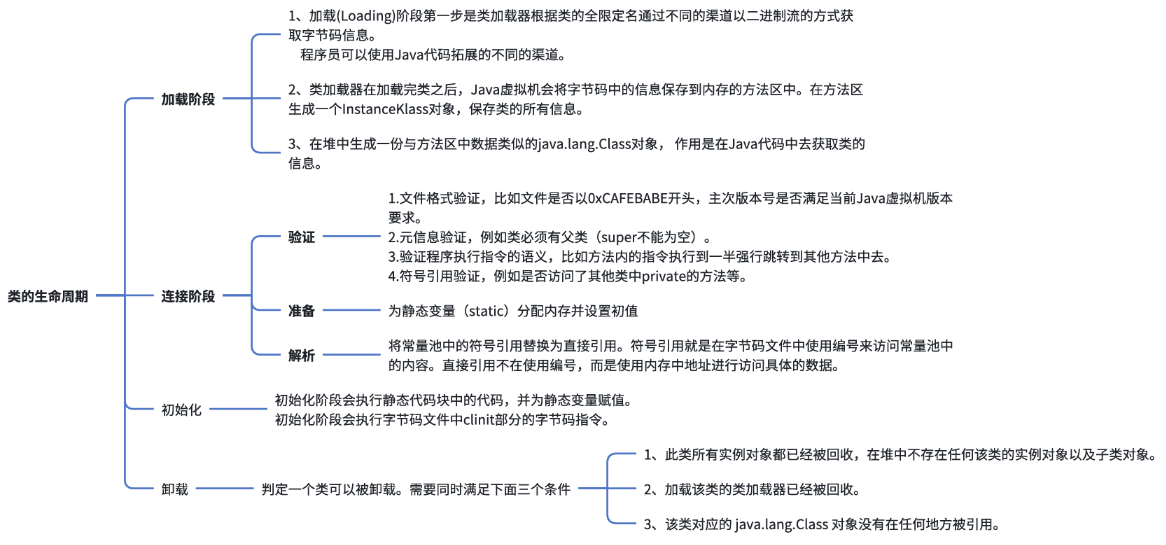 类的生命周期
加载阶段
1、加载(Loading)阶段第一步是类加载器根据类的全限定名通过不同的渠道以二进制流的方式获
取字节码信息。
程序员可以使用Java代码拓展的不同的渠道。
2、类加载器在加载完类之后，Java虚拟机会将字节码中的信息保存到内存的方法区中。在方法区
生成一个InstanceKlass对象，保存类的所有信息。
3、在堆中生成一份与方法区中数据类似的java.lang.Class对象， 作用是在Java代码中去获取类的
信息。
连接阶段
验证
1.文件格式验证，比如文件是否以0xCAFEBABE开头，主次版本号是否满足当前Java虚拟机版本
要求。
2.元信息验证，例如类必须有父类（super不能为空）。
3.验证程序执行指令的语义，比如方法内的指令执行到一半强行跳转到其他方法中去。
4.符号引用验证，例如是否访问了其他类中private的方法等。
准备
为静态变量（static）分配内存并设置初值
解析
将常量池中的符号引用替换为直接引用。符号引用就是在字节码文件中使用编号来访问常量池中
的内容。直接引用不在使用编号，而是使用内存中地址进行访问具体的数据。
初始化
初始化阶段会执行静态代码块中的代码，并为静态变量赋值。
初始化阶段会执行字节码文件中clinit部分的字节码指令。
卸载
判定一个类可以被卸载。需要同时满足下面三个条件
1、此类所有实例对象都已经被回收，在堆中不存在任何该类的实例对象以及子类对象。
2、加载该类的类加载器已经被回收。
3、该类对应的 java.lang.Class 对象没有在任何地方被引用。